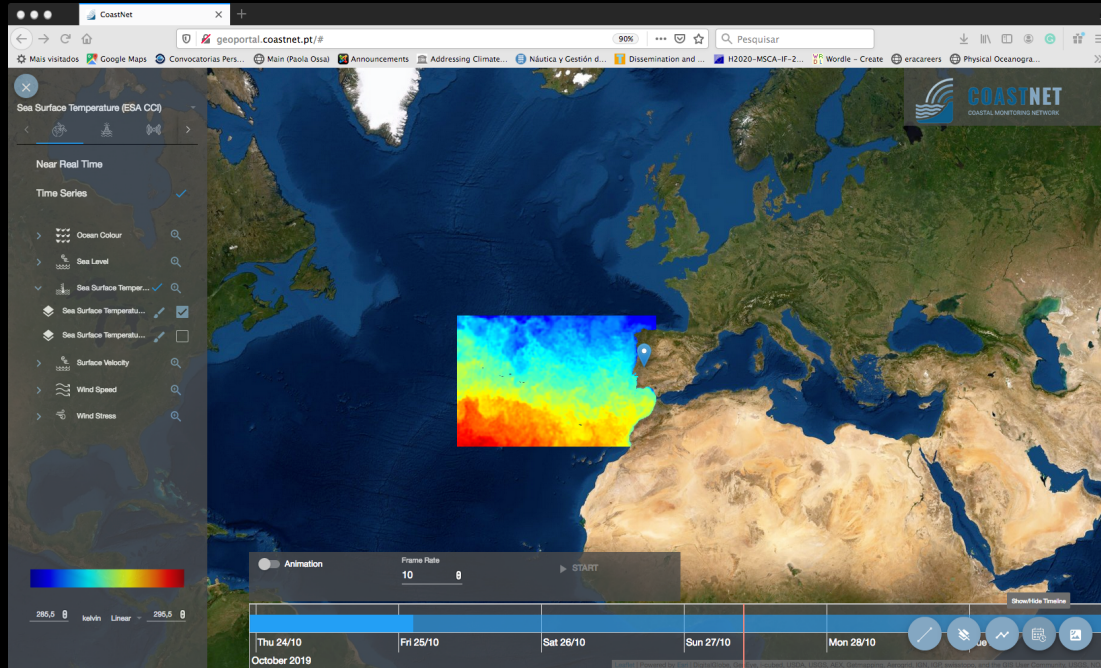 CoastNet
geoportal.coastnet.pt/#
90%
Pesquisar
Mais visitados
Google Maps
Convocatorias Pers...
Main (Paola Ossa)
Announcements
Addressing Climate...
Náutica y Gestión d...
Dissemination and ...
H2020-MSCA-IF-2...
Wordle - Create
eracareers
Physical Oceanogra...
Sea Surface Temperature (ESA CCI)
COASTNET
COASTAL MONITORING NETWORK
Near Real Time
Time Series
Ocean Colour
Sea Level
Sea Surface Temper...
Sea Surface Temperatu...
Sea Surface Temperatu...
Surface Velocity
Wind Speed
Wind Stress
285,5
kelvin
Linear
295,5
Animation
Frame Rate
10
START
Show/Hide Timeline
Thu 24/10
Fri 25/10
Sat 26/10
Sun 27/10
Mon 28/10
October 2019